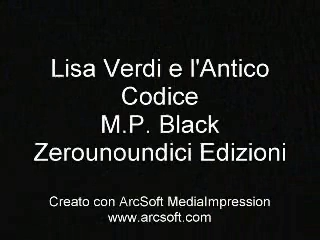 Lisa Verdi e l'Antico
Codice
M.P. Black
Zerounoundici Edizioni
Creato con ArcSoft MediaImpression
www.arcsoft.com